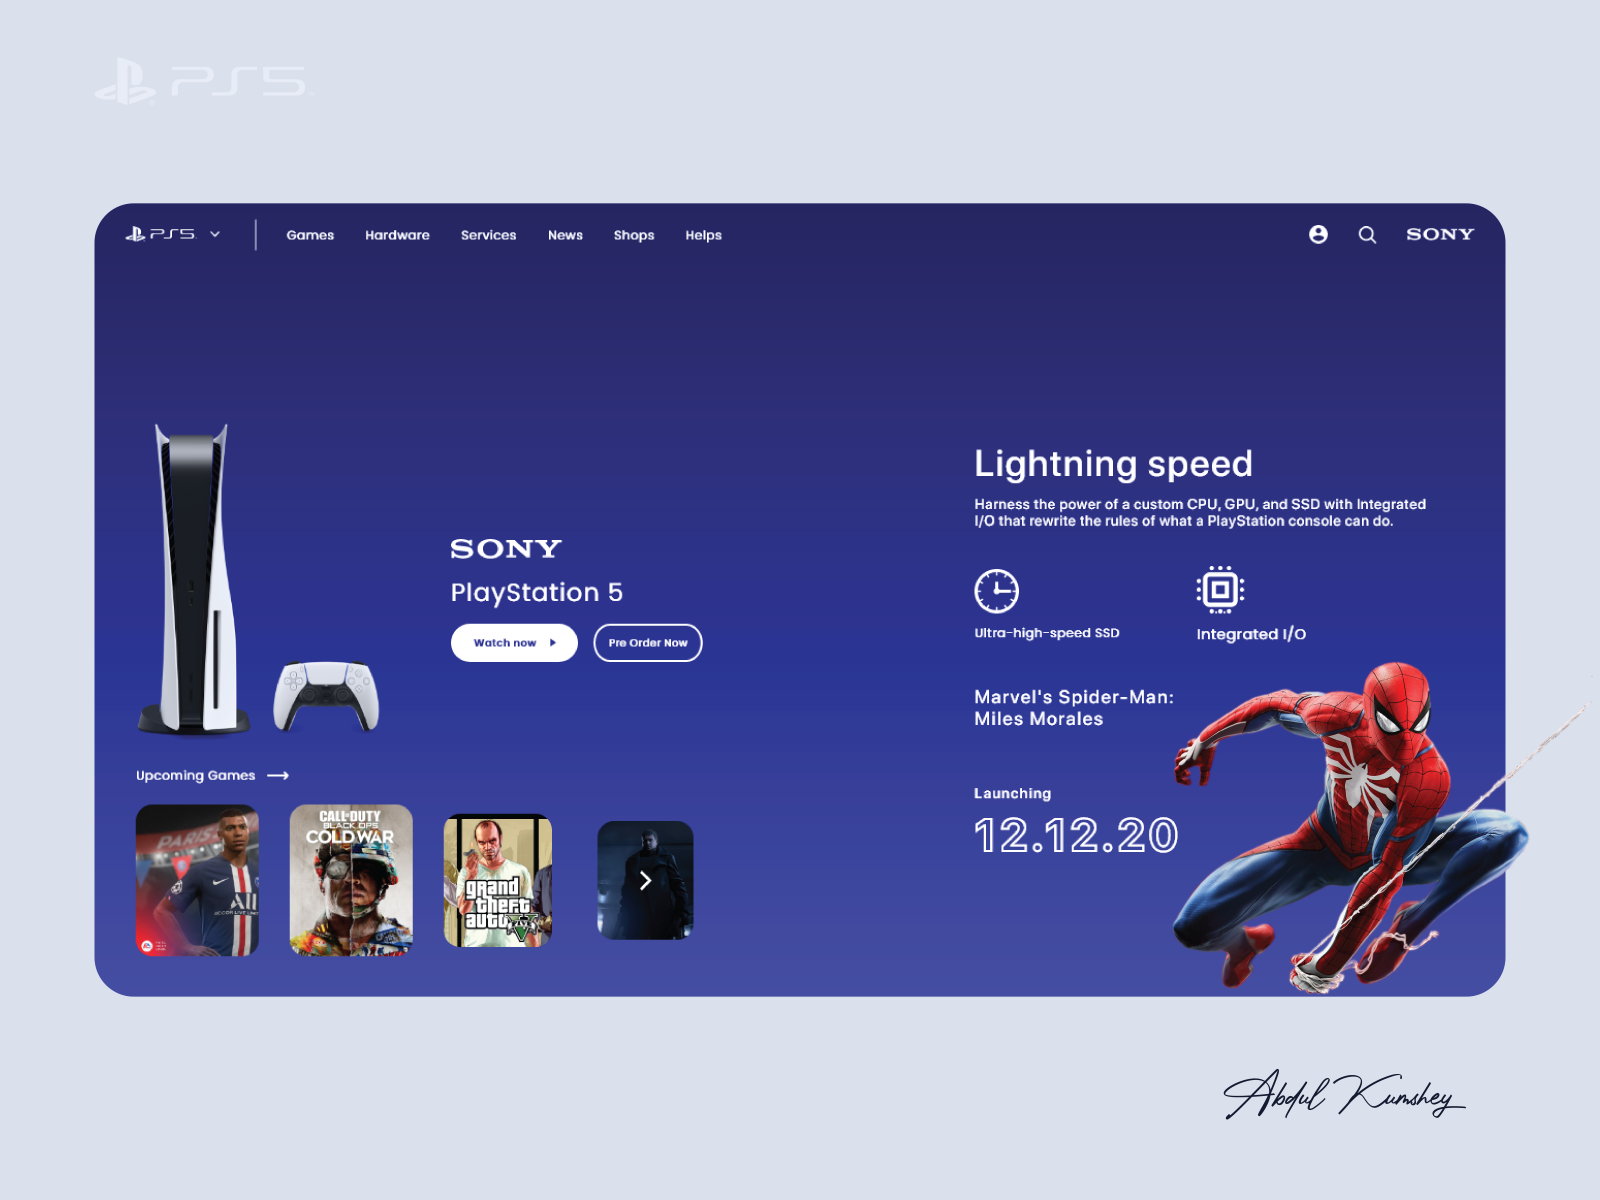 PS5
PS5
Games
Hardware
Services
News
Shops
Helps
SONY
SONY
PlayStation 5
Watch now
Pre Order Now
Lightning speed
Harness the power of a custom CPU, GPU, and SSD with Integrated
I/O that rewrite the rules of what a PlayStation console can do.
Ultra-high-speed SSD
Integrated I/O
Marvel's Spider-Man:
Miles Morales
Launching
12.12.20
Upcoming Games
PARIS
All
CALL OF DUTY
BLACK OPS
COLD WAR
grand
theft
auto V
Abdul Kumshey